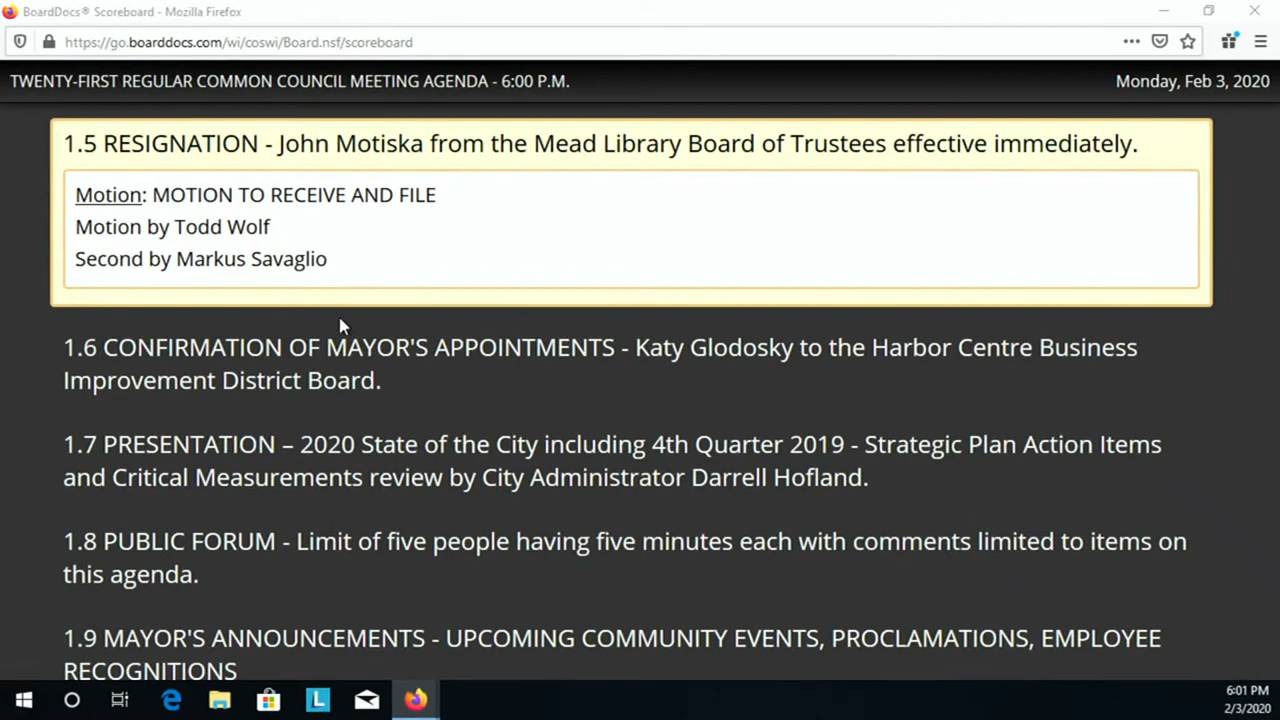 BoardDocs® Scoreboard - Mozilla Firefox
https://go.boarddocs.com/wi/coswi/Board.nsf/scoreboard
TWENTY-FIRST REGULAR COMMON COUNCIL MEETING AGENDA - 6:00 P.M. Monday, Feb 3, 2020
1.5 RESIGNATION - John Motiska from the Mead Library Board of Trustees effective immediately.
Motion: MOTION TO RECEIVE AND FILE
Motion by Todd Wolf
Second by Markus Savaglio
1.6 CONFIRMATION OF MAYOR'S APPOINTMENTS - Katy Glodosky to the Harbor Centre Business
Improvement District Board.
1.7 PRESENTATION – 2020 State of the City including 4th Quarter 2019 - Strategic Plan Action Items
and Critical Measurements review by City Administrator Darrell Hofland.
1.8 PUBLIC FORUM - Limit of five people having five minutes each with comments limited to items on
this agenda.
1.9 MAYOR'S ANNOUNCEMENTS - UPCOMING COMMUNITY EVENTS, PROCLAMATIONS, EMPLOYEE
RECOGNITIONS
L
6:01 PM
2/3/2020